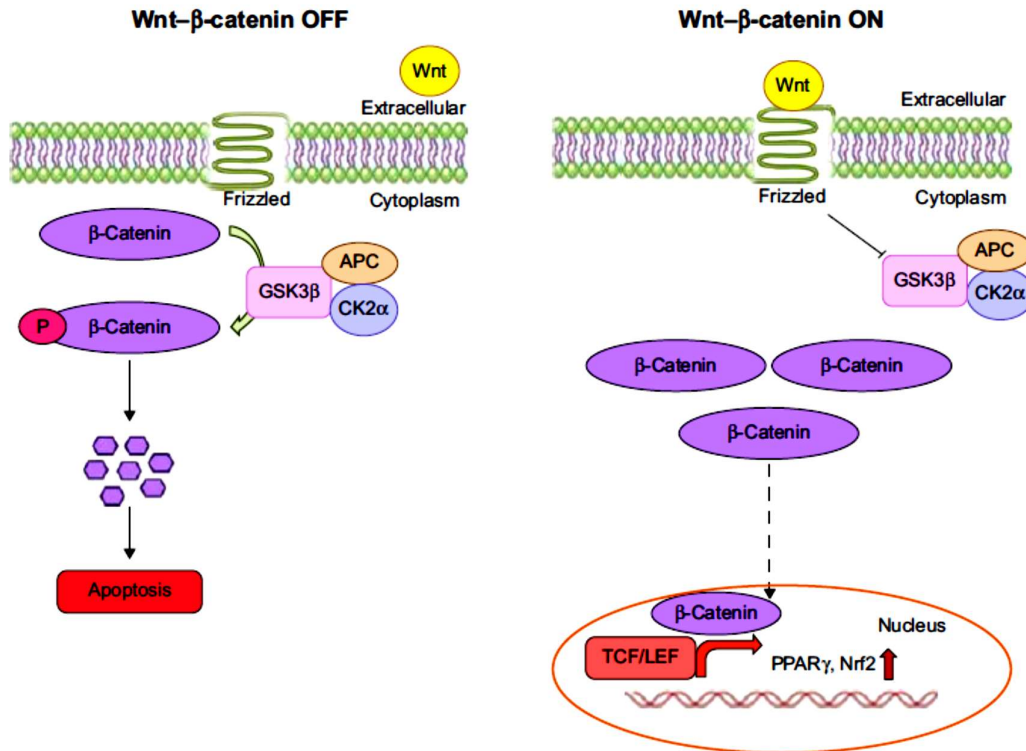 Wnt–β-catenin OFF
Wnt
Extracellular
Frizzled
Cytoplasm
β-Catenin
APC
GSK3β
CK2α
P
β-Catenin
Apoptosis
Wnt–β-catenin ON
Wnt
Extracellular
Frizzled
Cytoplasm
APC
GSK3β
CK2α
β-Catenin
β-Catenin
β-Catenin
β-Catenin
Nucleus
TCF/LEF
PPARγ, Nrf2